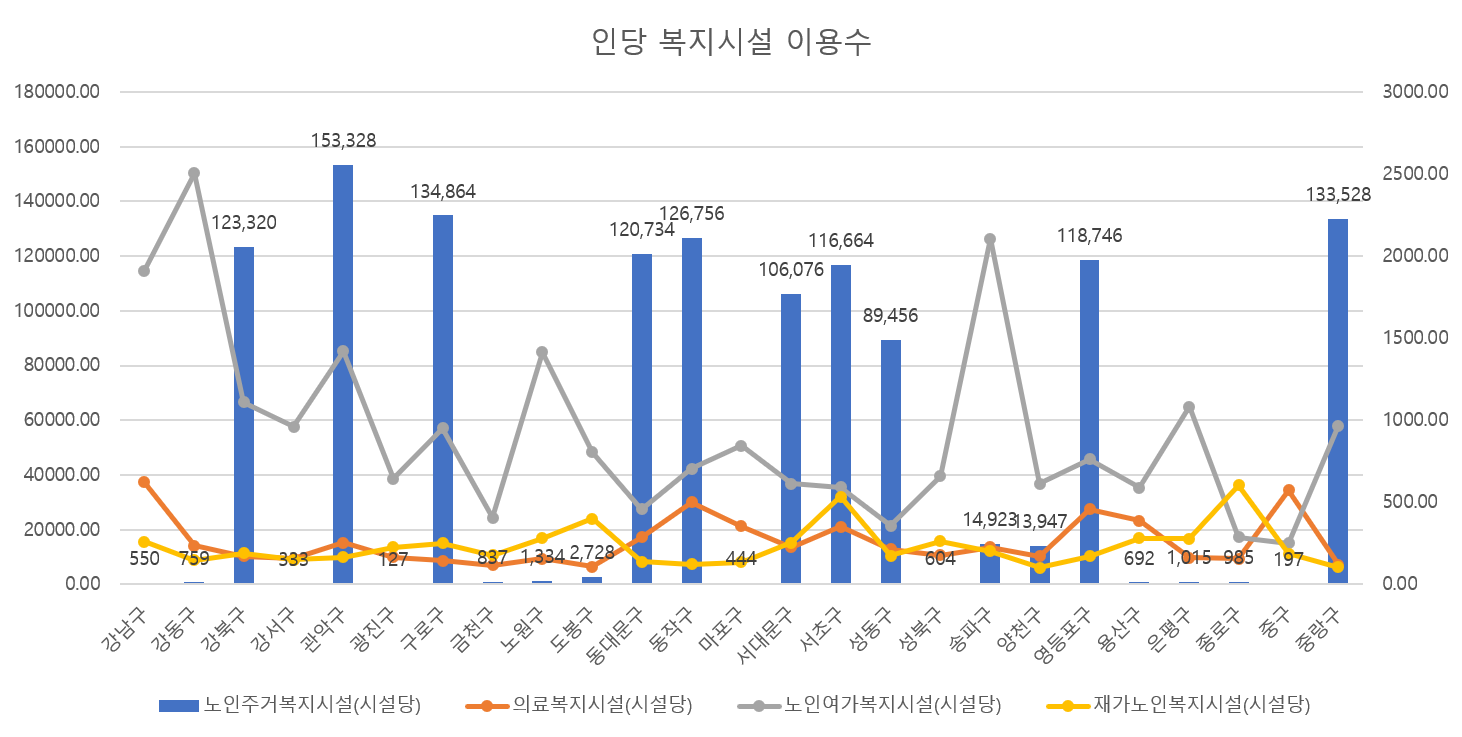 인당 복지시설 이용수
180000.00
160000.00
140000.00
120000.00
100000.00
80000.00
60000.00
40000.00
20000.00
0.00
3000.00
2500.00
2000.00
1500.00
1000.00
500.00
0.00
550
759
123,320
333
153,328
127
134,864
837
1,334
2,728
120,734
126,756
444
106,076
116,664
89,456
604
14,923
13,947
118,746
692
1,015
985
197
133,528
강남구
강동구
강북구
강서구
관악구
광진구
구로구
금천구
노원구
도봉구
동대문구
동작구
마포구
서대문구
서초구
성동구
성북구
송파구
양천구
영등포구
용산구
은평구
종로구
중구
중랑구
노인주거복지시설(시설당)
의료복지시설(시설당)
노인여가복지시설(시설당)
재가노인복지시설(시설당)